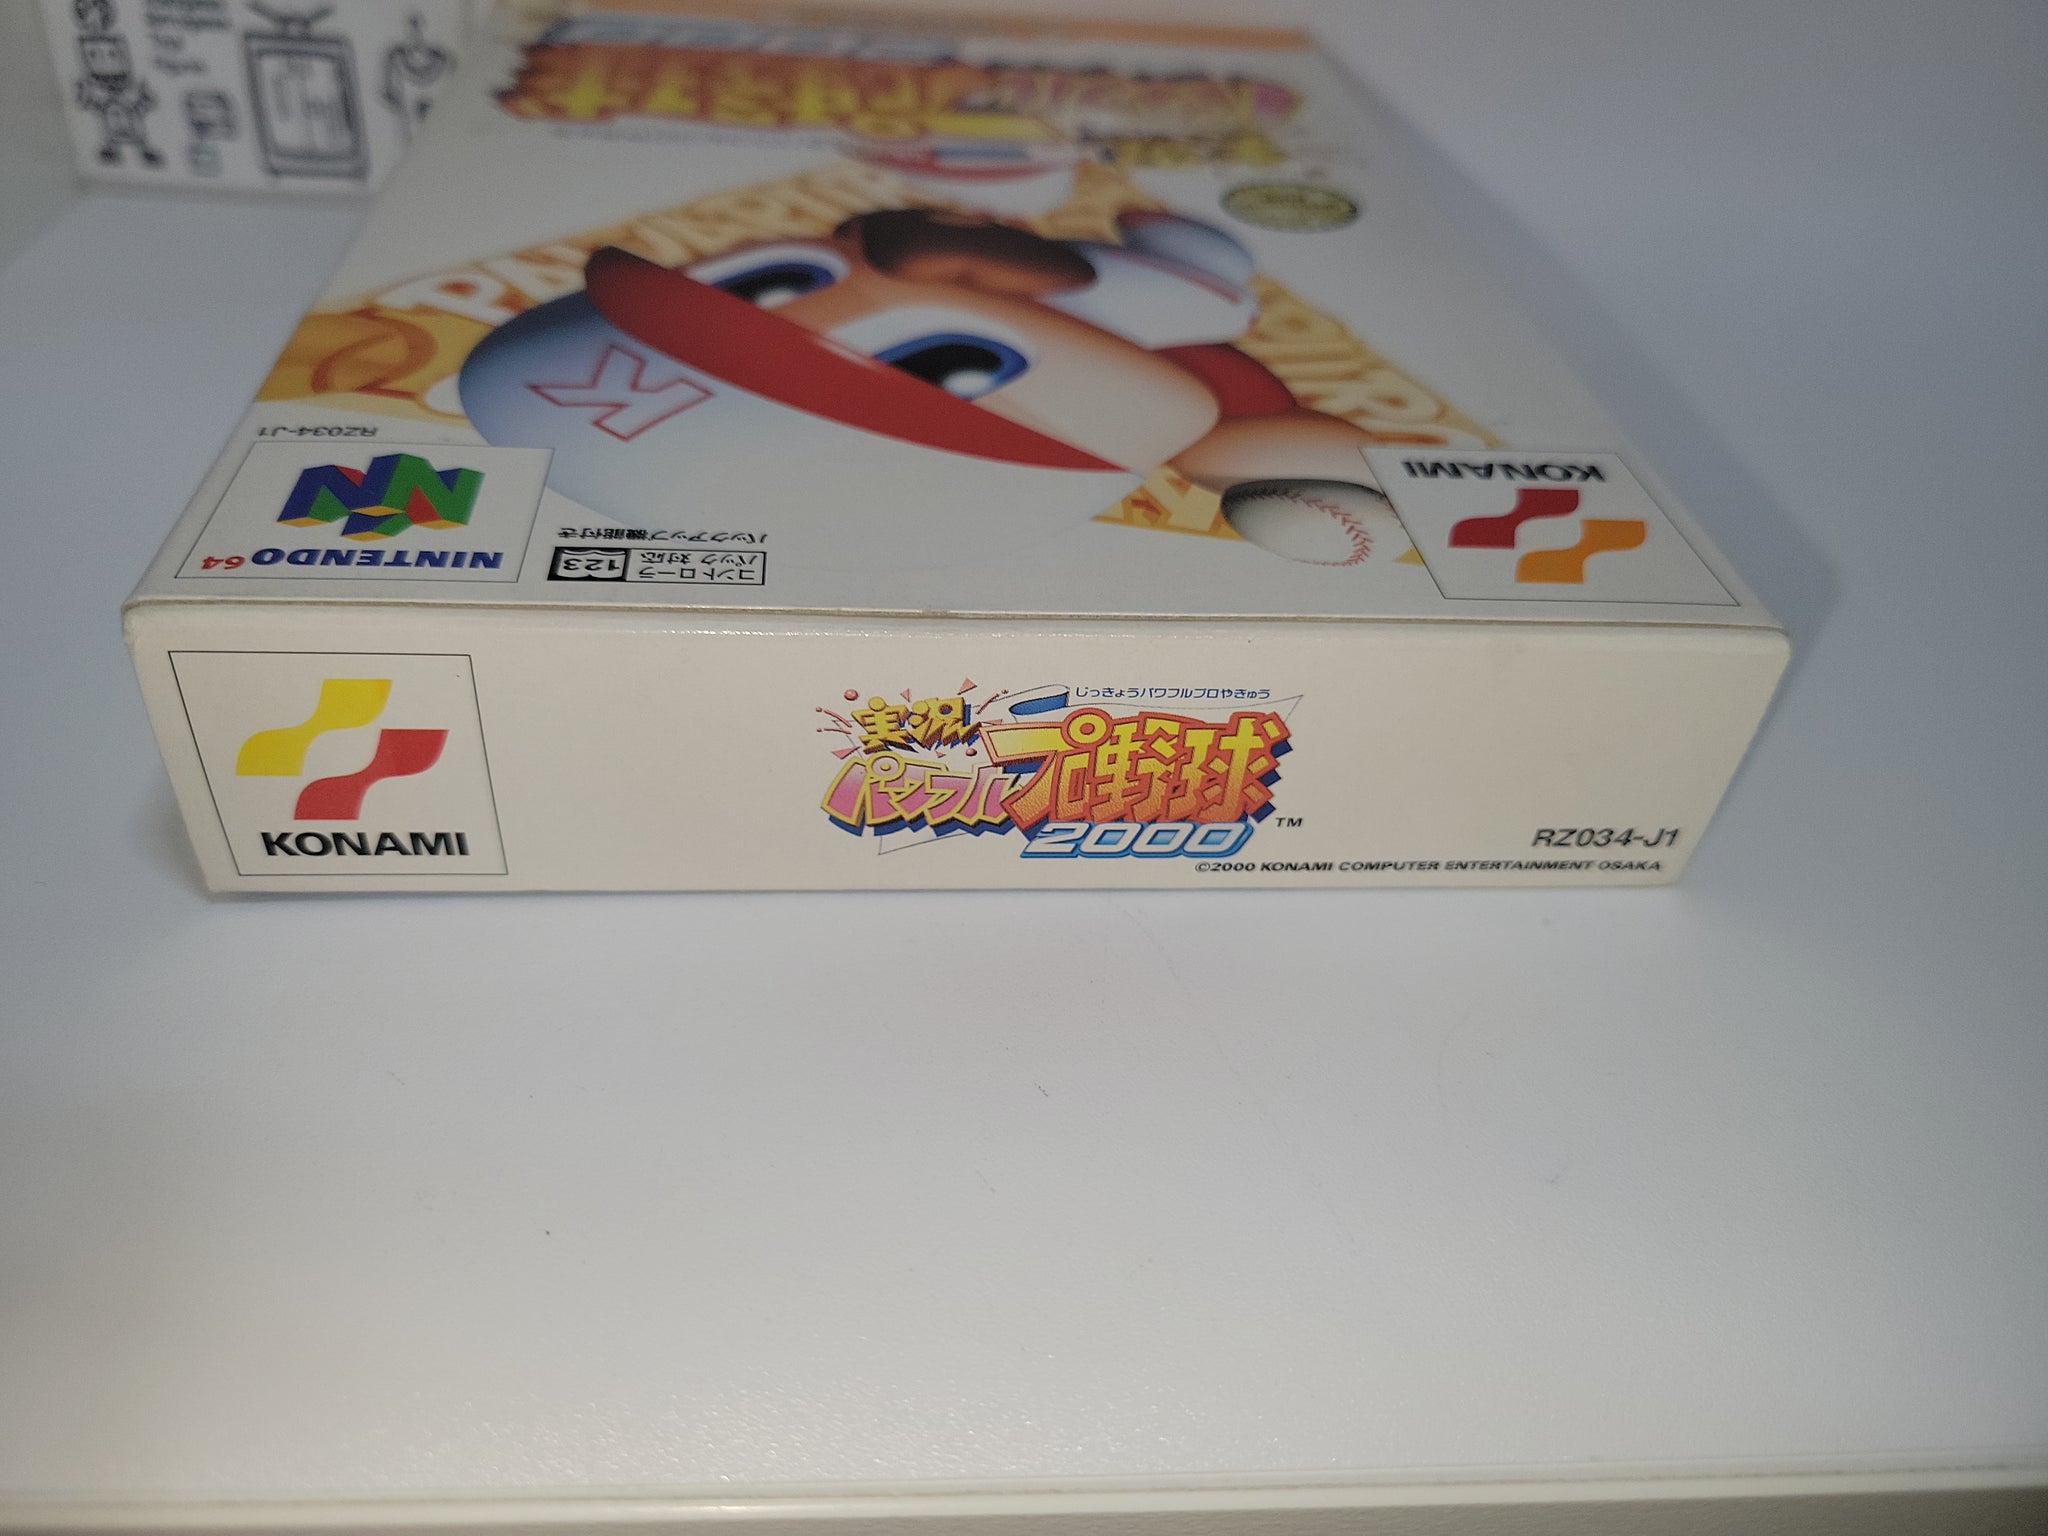 RZ034-J1
KONAMI
NINTENDO 64
バックアップ機能付き
コントローラ
パック対応
123
K
KONAMI
じっきょうパワフルプロやきゅう
実況
パワフル
プロ野球
2000
TM
RZ034-J1
©2000 KONAMI COMPUTER ENTERTAINMENT OSAKA